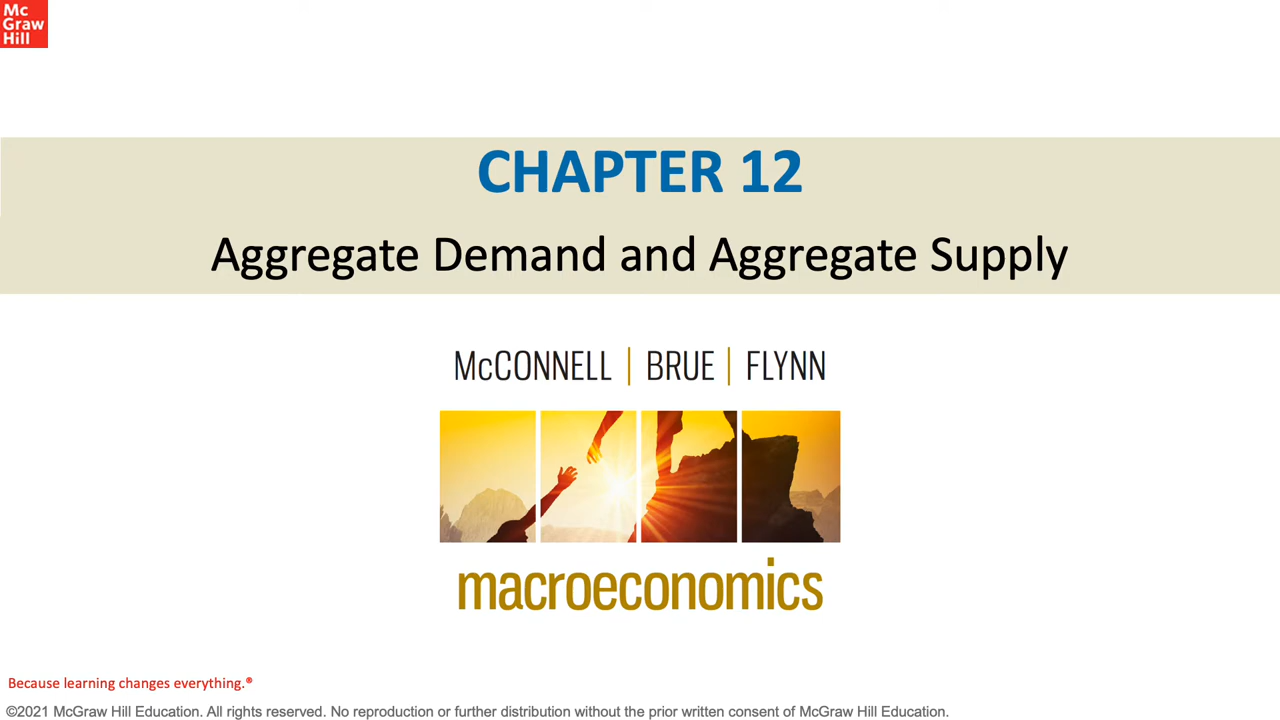 Mc
Graw
Hill
CHAPTER 12
Aggregate Demand and Aggregate Supply
McCONNELL | BRUE | FLYNN
macroeconomics
Because learning changes everything.®
©2021 McGraw Hill Education. All rights reserved. No reproduction or further distribution without the prior written consent of McGraw Hill Education.